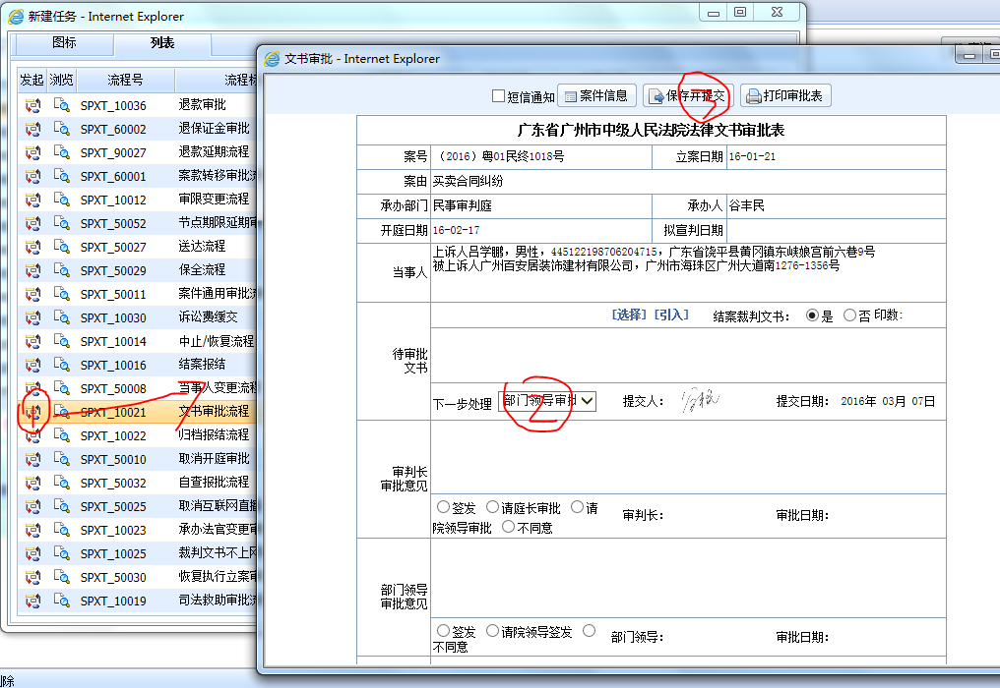 新建任务 - Internet Explorer
图标 列表
发起 浏览 流程号 流程
SPXT_10036 退款审批
SPXT_60002 退保证金审批
SPXT_90027 退款延期流程
SPXT_60001 案款转移审批
SPXT_10012 审限变更流程
SPXT_50052 节点期限延期
SPXT_50027 送达流程
SPXT_50029 保全流程
SPXT_50011 案件通用审批
SPXT_10030 诉讼费缓交
SPXT_10014 中止/恢复流程
SPXT_10016 结案报结
SPXT_50008 当事人变更流程
SPXT_10021 文书审批流程
SPXT_10022 归档报结流程
SPXT_50010 取消开庭审批
SPXT_50032 自查报批流程
SPXT_50025 取消互联网直
SPXT_10023 承办法官变更
SPXT_10025 裁判文书不上
SPXT_50030 恢复执行立案
SPXT_10019 司法救助审批
除
文书审批 - Internet Explorer
短信通知 案件信息 保存并提交 打印审批表
广东省广州市中级人民法院法律文书审批表
案号 （2016）粤01民终1018号 立案日期 16-01-21
案由 买卖合同纠纷
承办部门 民事审判庭 承办人 谷丰民
开庭日期 16-02-17 拟宣判日期
当事人 上诉人吕学鹏，男性，445122198706204715，广东省饶平县黄冈镇东㟃娘宫前六巷9号
被上诉人广州百安居装饰建材有限公司，广州市海珠区广州大道南1276-1356号
[选择] [引入] 结案裁判文书： 是 否 印数：
待审批
文书
下一步处理 部门领导审批 提交人： 提交日期： 2016年 03月 07日
审判长
审批意见
签发 请庭长审批 请
院领导审批 不同意
审判长： 审批日期：
部门领导
审批意见
签发 请院领导签发
不同意
部门领导： 审批日期：
1
2
3